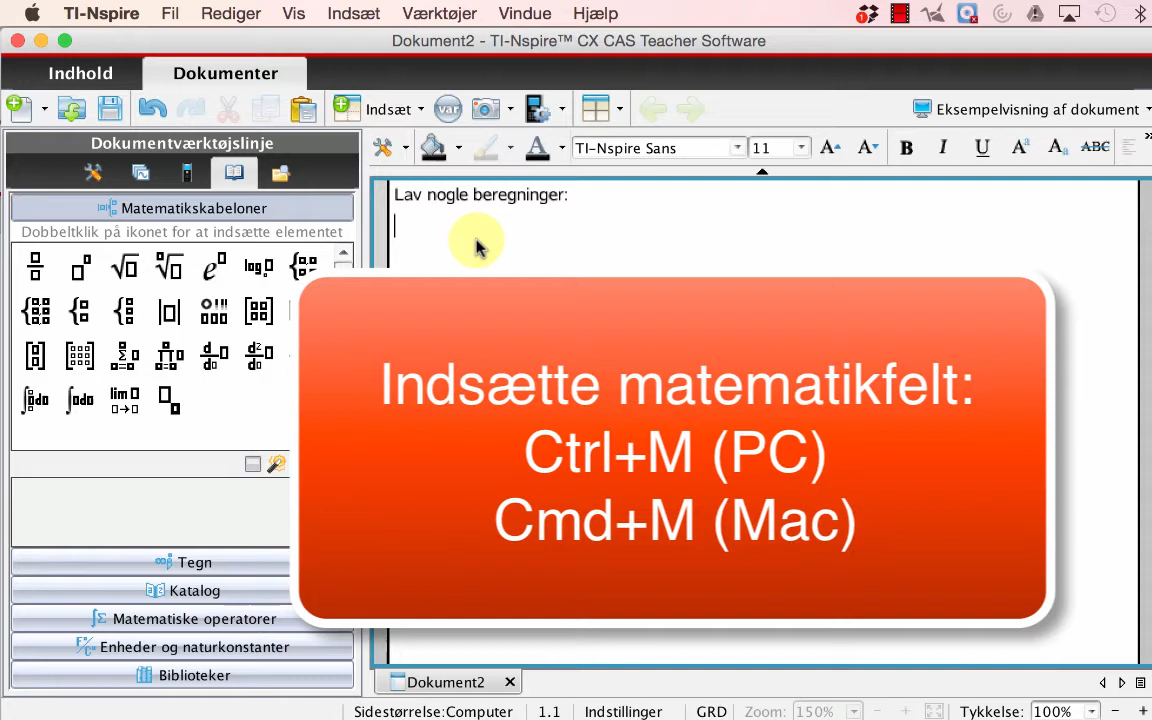 TI-Nspire Fil Rediger Vis Indsæt Værktøjer Vindue Hjælp
Dokument2 - TI-Nspire™ CX CAS Teacher Software
Indhold Dokumenter
Indsæt var Eksempelvisning af dokument
Dokumentværktøjslinje
TI-Nspire Sans 11 B I U Aª Aₐ ABC
Matematikskabeloner
Dobbeltklik på ikonet for at indsætte elementet
Lav nogle beregninger:
Indsætte matematikfelt:
Ctrl+M (PC)
Cmd+M (Mac)
Tegn
Katalog
Matematiske operatorer
Enheder og naturkonstanter
Biblioteker
Dokument2
Sidestørrelse:Computer 1.1 Indstillinger GRD Zoom: 150% Tykkelse: 100%